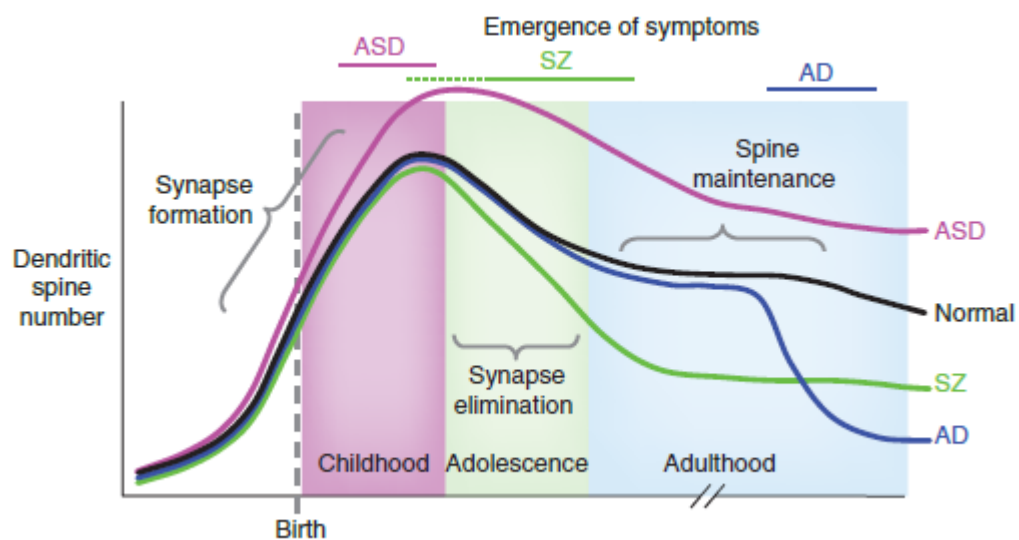 Emergence of symptoms
ASD
SZ
AD
Synapse
formation
Spine
maintenance
Dendritic
spine
number
ASD
Normal
SZ
AD
Synapse
elimination
Childhood
Adolescence
Adulthood
Birth